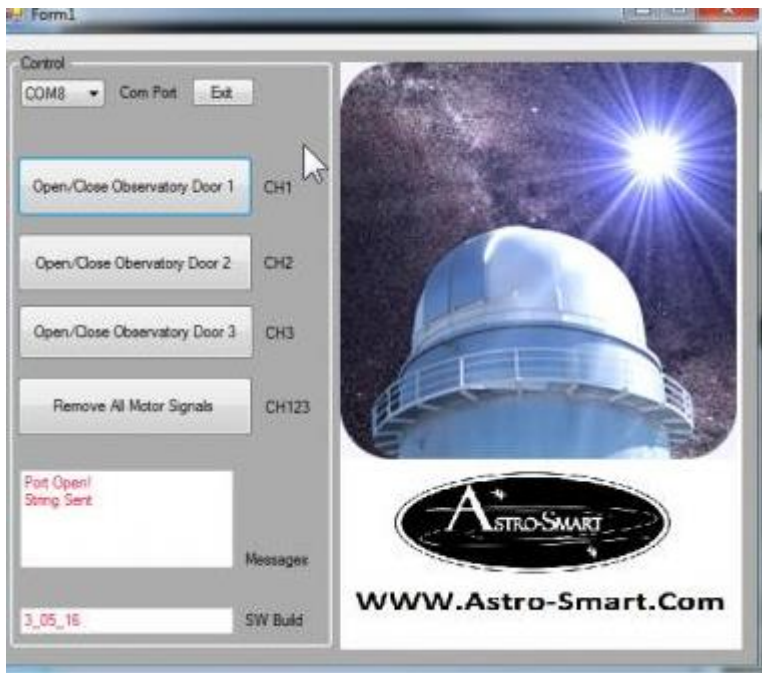 Form1
Control
COM8 Com Port Exit
Open/Close Observatory Door 1 CH1
Open/Close Obervatory Door 2 CH2
Open/Close Observatory Door 3 CH3
Remove All Motor Signals CH123
Port Open!
String Sent
Messages
3_05_16 SW Build
ASTRO-SMART
WWW.Astro-Smart.Com